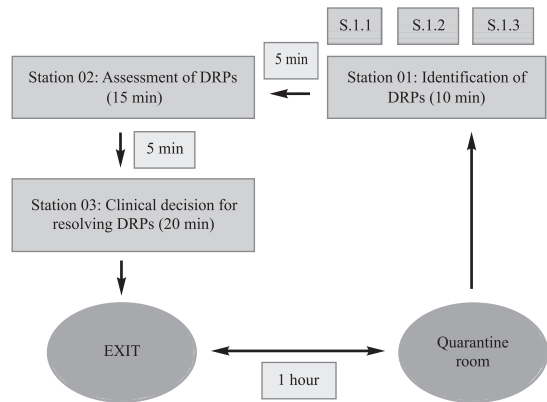 S.1.1
S.1.2
S.1.3
5 min
Station 02: Assessment of DRPs
(15 min)
Station 01: Identification of
DRPs (10 min)
5 min
Station 03: Clinical decision for
resolving DRPs (20 min)
EXIT
Quarantine
room
1 hour